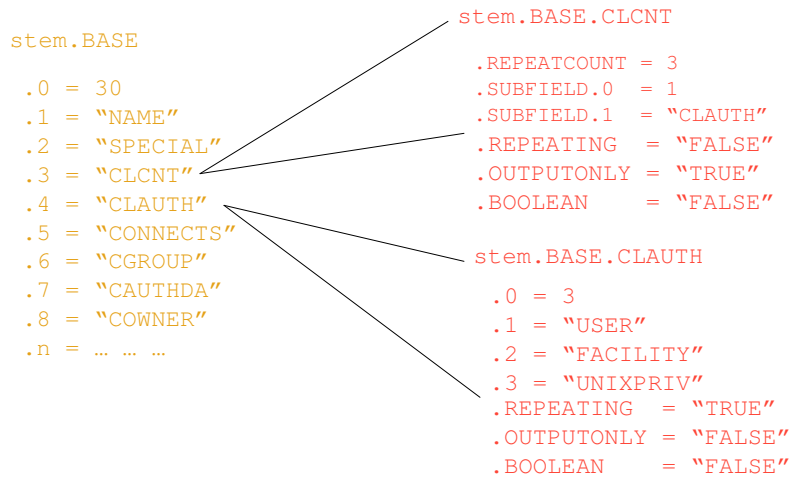 stem.BASE
.0 = 30
.1 = “NAME”
.2 = “SPECIAL”
.3 = “CLCNT”
.4 = “CLAUTH”
.5 = “CONNECTS”
.6 = “CGROUP”
.7 = “CAUTHDA”
.8 = “COWNER”
.n = … … …
stem.BASE.CLCNT
.REPEATCOUNT = 3
.SUBFIELD.0 = 1
.SUBFIELD.1 = “CLAUTH”
.REPEATING = “FALSE”
.OUTPUTONLY = “TRUE”
.BOOLEAN = “FALSE”
stem.BASE.CLAUTH
.0 = 3
.1 = “USER”
.2 = “FACILITY”
.3 = “UNIXPRIV”
.REPEATING = “TRUE”
.OUTPUTONLY = “FALSE”
.BOOLEAN = “FALSE”